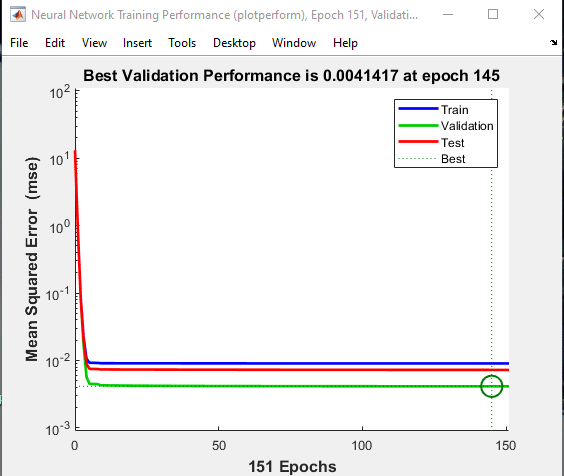 Neural Network Training Performance (plotperform), Epoch 151, Validati...
File Edit View Insert Tools Desktop Window Help
Best Validation Performance is 0.0041417 at epoch 145
Mean Squared Error (mse)
10^2
10^1
10^0
10^-1
10^-2
10^-3
Train
Validation
Test
Best
0 50 100 150
151 Epochs